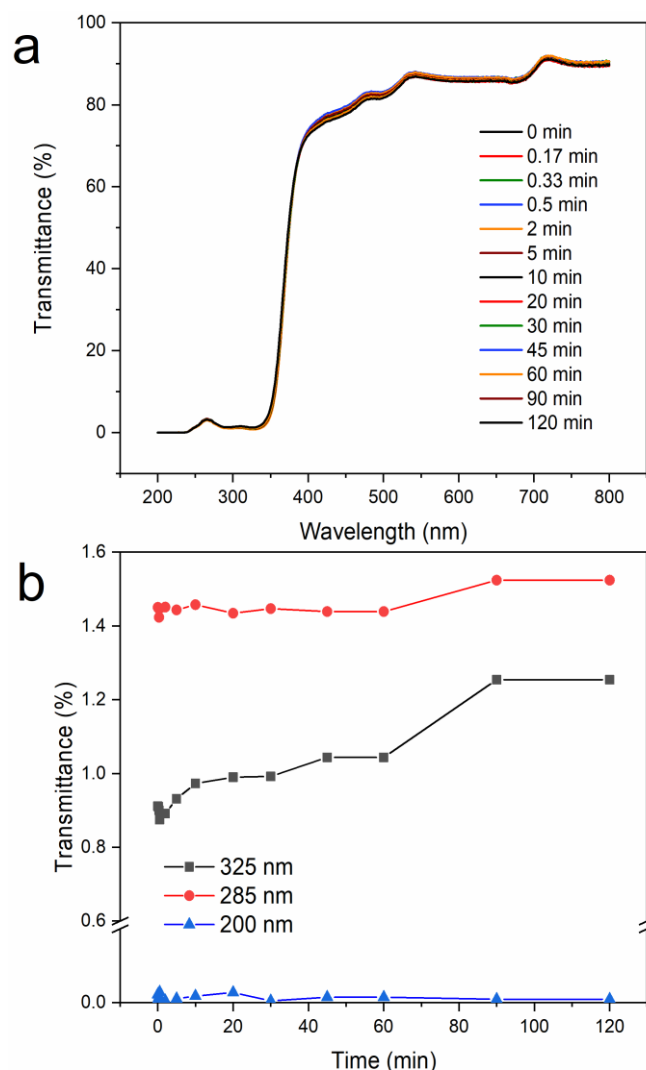 a
100
80
60
40
20
0
Transmittance (%)
0 min
0.17 min
0.33 min
0.5 min
2 min
5 min
10 min
20 min
30 min
45 min
60 min
90 min
120 min
200 300 400 500 600 700 800
Wavelength (nm)
b
1.6
1.4
1.2
1.0
0.8
0.6
0.0
Transmittance (%)
325 nm
285 nm
200 nm
0 20 40 60 80 100 120
Time (min)